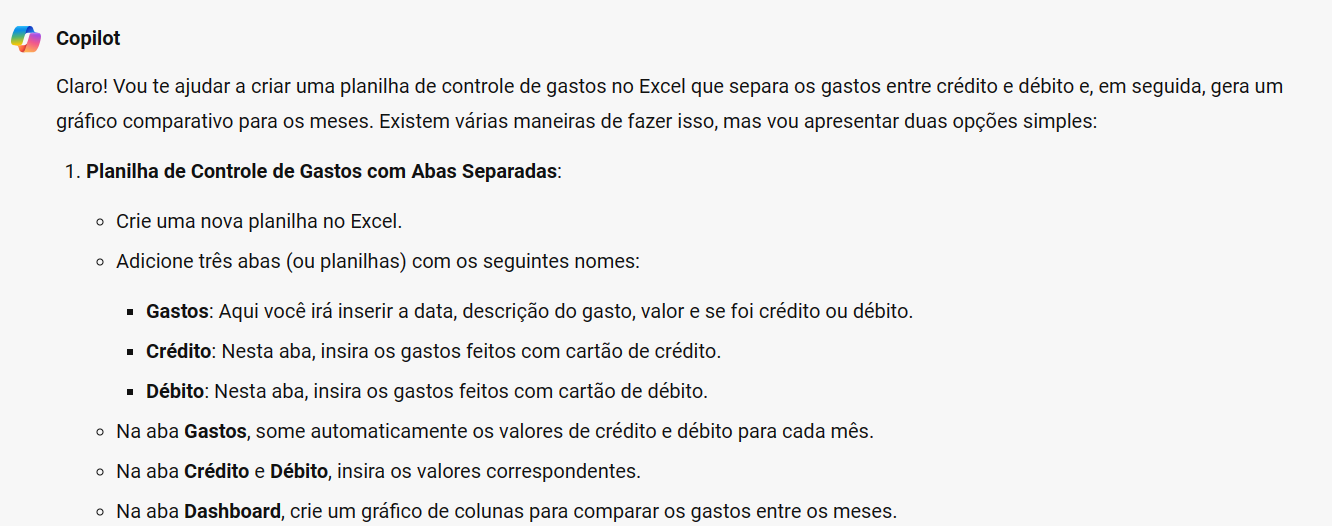 Copilot
Claro! Vou te ajudar a criar uma planilha de controle de gastos no Excel que separa os gastos entre crédito e débito e, em seguida, gera um
gráfico comparativo para os meses. Existem várias maneiras de fazer isso, mas vou apresentar duas opções simples:
1. Planilha de Controle de Gastos com Abas Separadas:
◦ Crie uma nova planilha no Excel.
◦ Adicione três abas (ou planilhas) com os seguintes nomes:
▪ Gastos: Aqui você irá inserir a data, descrição do gasto, valor e se foi crédito ou débito.
▪ Crédito: Nesta aba, insira os gastos feitos com cartão de crédito.
▪ Débito: Nesta aba, insira os gastos feitos com cartão de débito.
◦ Na aba Gastos, some automaticamente os valores de crédito e débito para cada mês.
◦ Na aba Crédito e Débito, insira os valores correspondentes.
◦ Na aba Dashboard, crie um gráfico de colunas para comparar os gastos entre os meses.